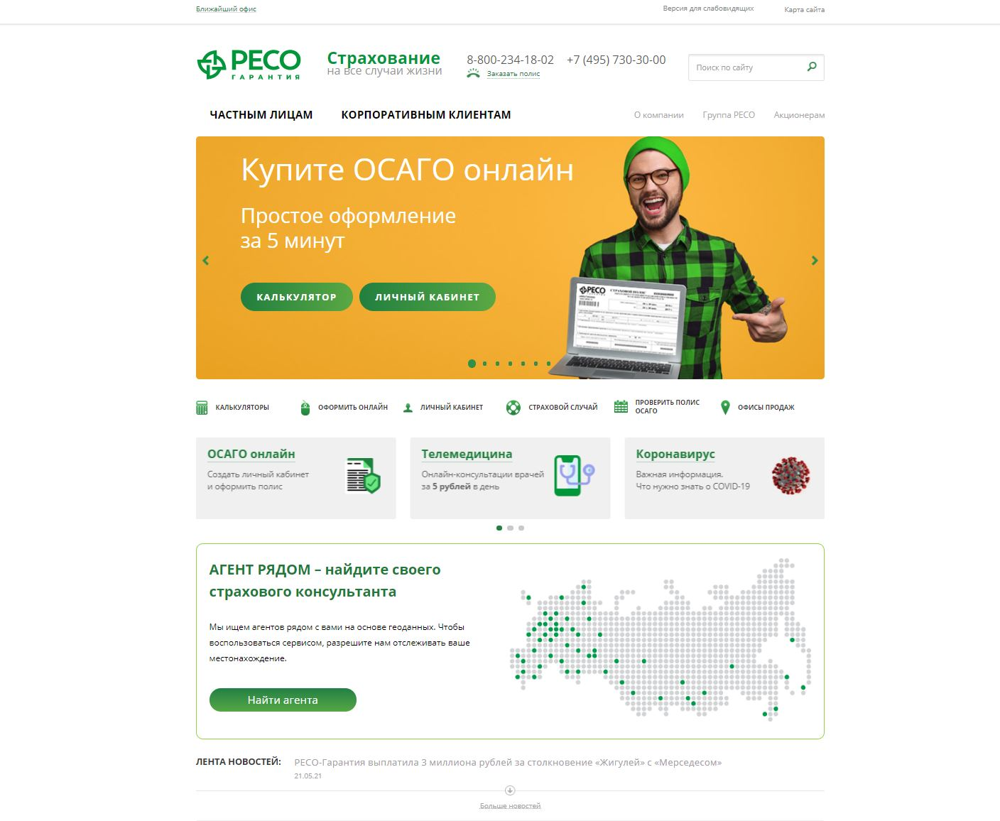 Ближайший офис
Версия для слабовидящих
Карта сайта
РЕСО
ГАРАНТИЯ
Страхование
на все случаи жизни
8-800-234-18-02
+7 (495) 730-30-00
Заказать полис
Поиск по сайту
ЧАСТНЫМ ЛИЦАМ
КОРПОРАТИВНЫМ КЛИЕНТАМ
О компании
Группа РЕСО
Акционерам
Купите ОСАГО онлайн
Простое оформление
за 5 минут
КАЛЬКУЛЯТОР
ЛИЧНЫЙ КАБИНЕТ
РЕСО
СТРАХОВОЙ ПОЛИС
КАЛЬКУЛЯТОРЫ
ОФОРМИТЬ ОНЛАЙН
ЛИЧНЫЙ КАБИНЕТ
СТРАХОВОЙ СЛУЧАЙ
ПРОВЕРИТЬ ПОЛИС
ОСАГО
ОФИСЫ ПРОДАЖ
ОСАГО онлайн
Создать личный кабинет
и оформить полис
Телемедицина
Онлайн-консультации врачей
за 5 рублей в день
Коронавирус
Важная информация.
Что нужно знать о COVID-19
АГЕНТ РЯДОМ – найдите своего
страхового консультанта
Мы ищем агентов рядом с вами на основе геоданных. Чтобы
воспользоваться сервисом, разрешите нам отслеживать ваше
местонахождение.
Найти агента
ЛЕНТА НОВОСТЕЙ:
РЕСО-Гарантия выплатила 3 миллиона рублей за столкновение «Жигулей» с «Мерседесом»
21.05.21
Больше новостей